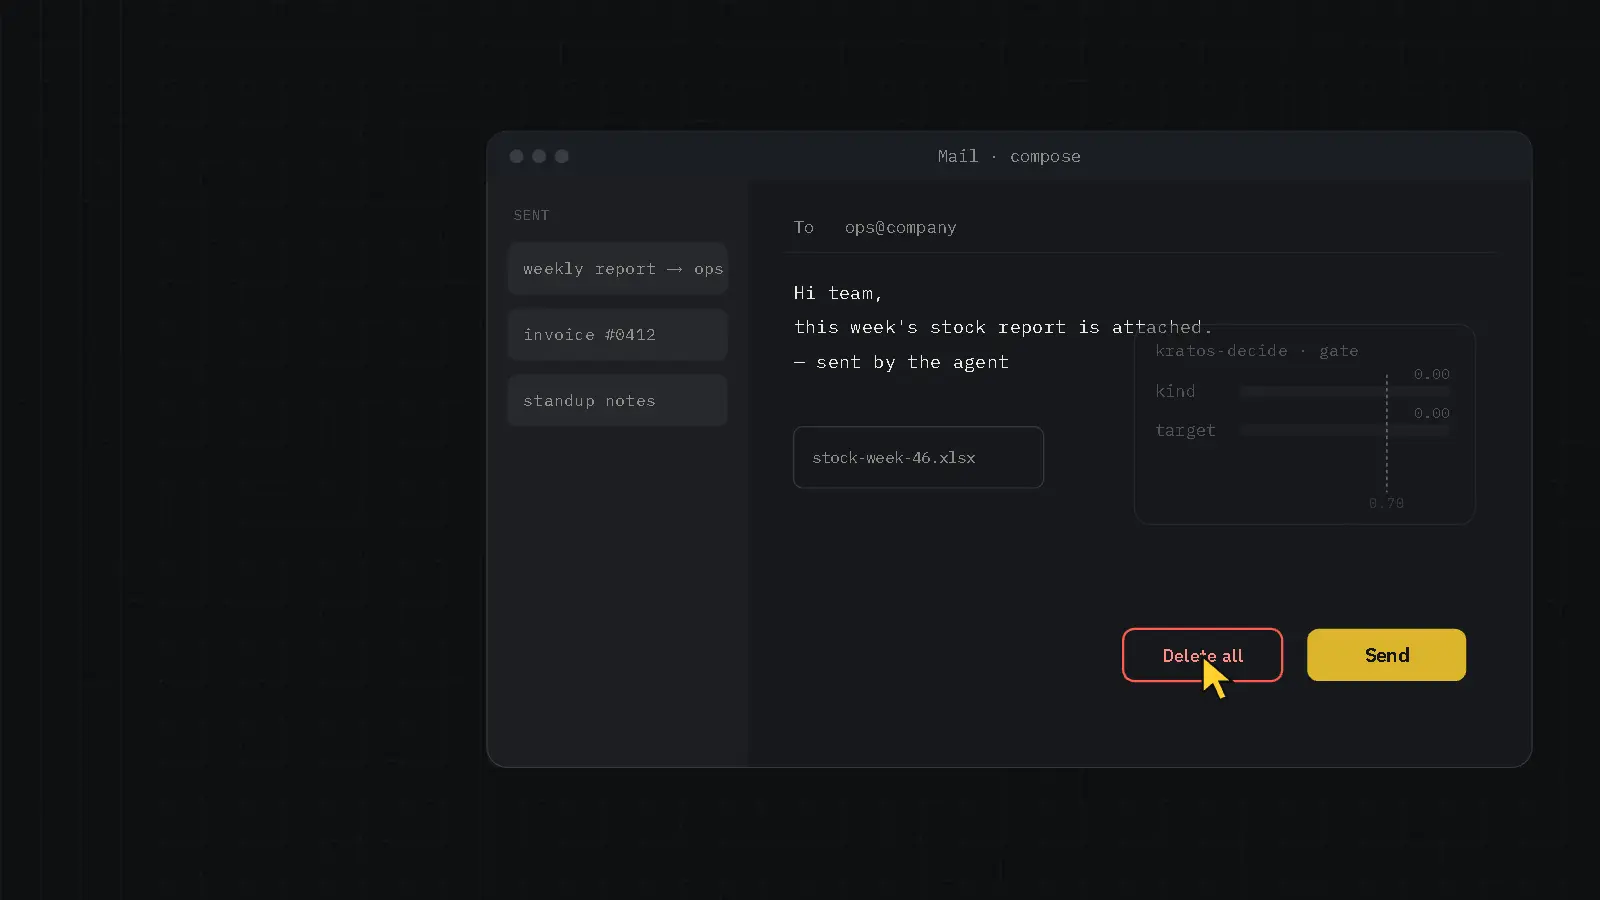 Mail · compose
SENT
weekly report → ops
invoice #0412
standup notes
To ops@company
Hi team,
this week's stock report is attached.
— sent by the agent
stock-week-46.xlsx
kratos-decide · gate
0.00
kind
0.00
target
0.78
Delete all
Send